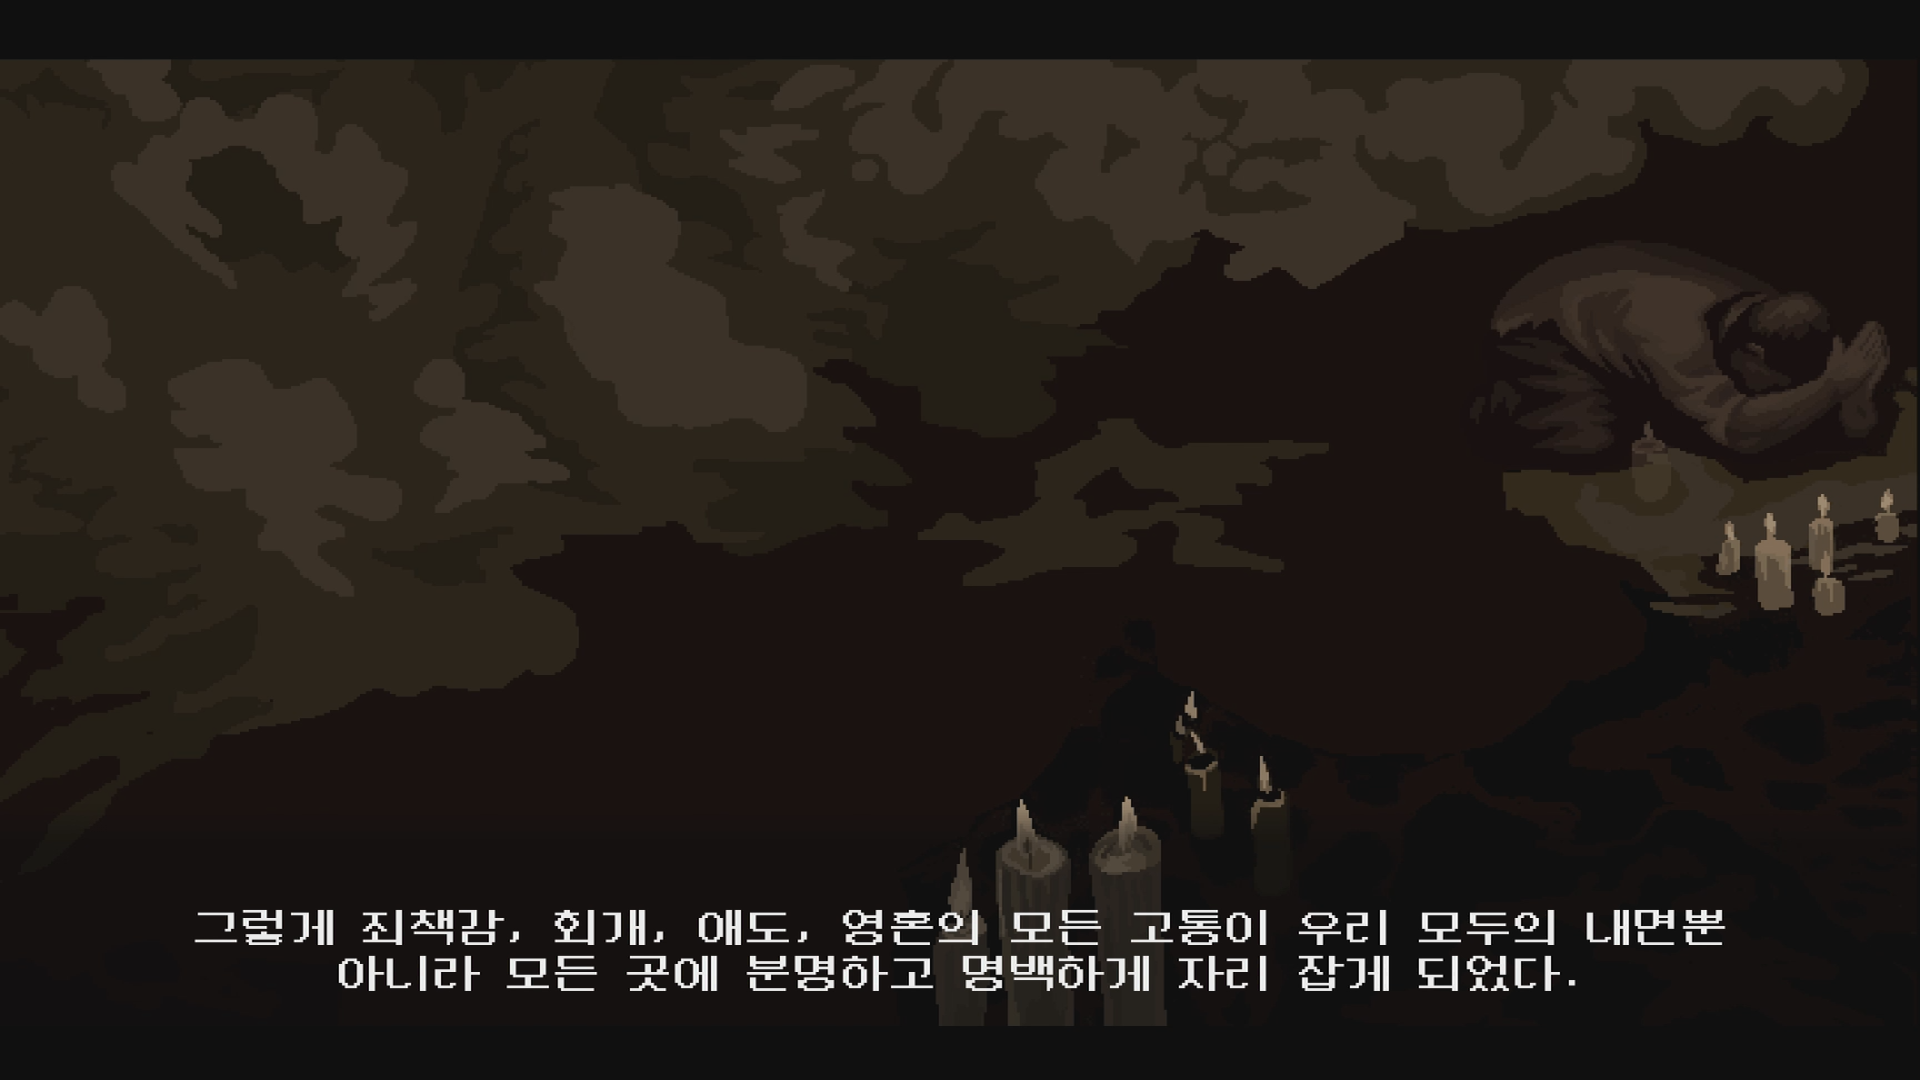 그렇게 죄책감, 회개, 애도, 영혼의 모든 고통이 우리 모두의 내면뿐
아니라 모든 곳에 분명하고 명백하게 자리 잡게 되었다.